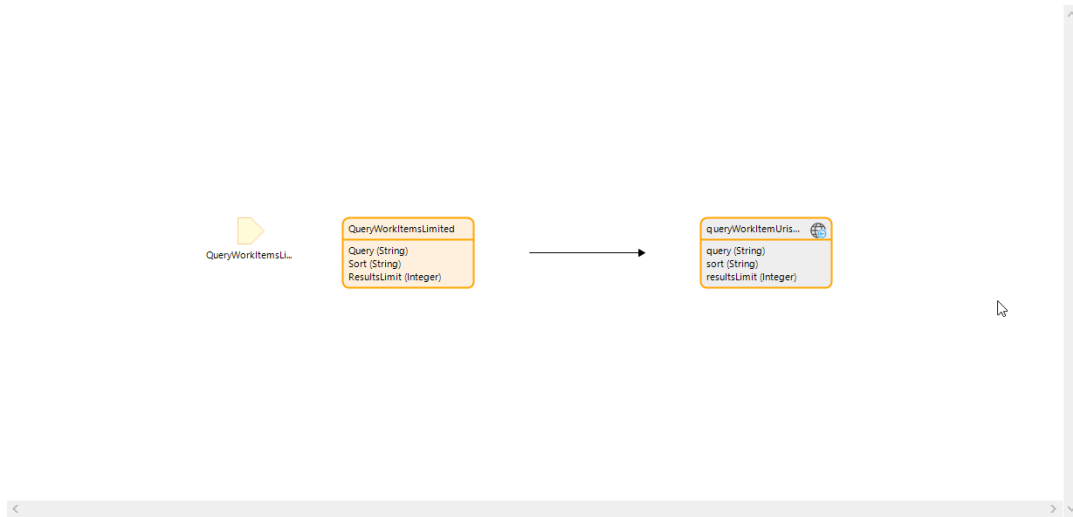 QueryWorkItemsLi...
QueryWorkItemsLimited
Query (String)
Sort (String)
ResultsLimit (Integer)
queryWorkItemUris...
query (String)
sort (String)
resultsLimit (Integer)